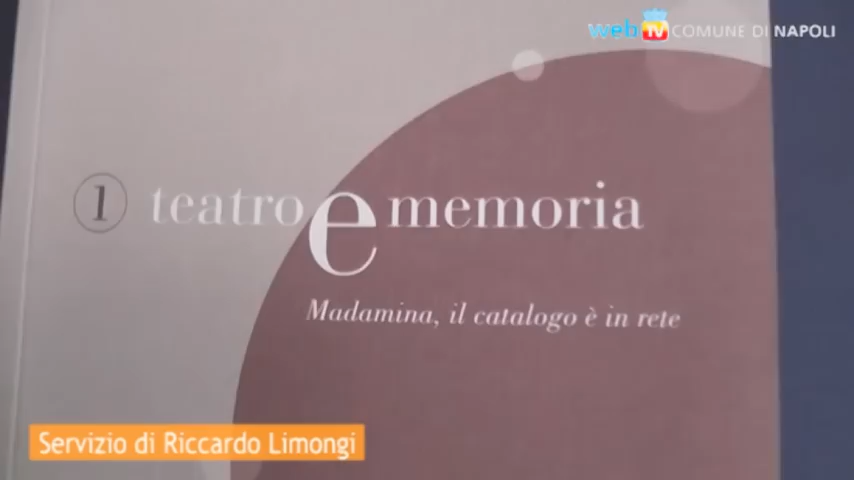 web TV COMUNE DI NAPOLI
1 teatro e memoria
Madamina, il catalogo è in rete
Servizio di Riccardo Limongi